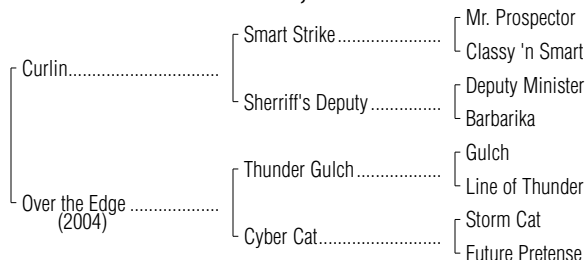 Mr. Prospector
Smart Strike
Classy 'n Smart
Curlin
Deputy Minister
Sherriff's Deputy
Barbarika
Gulch
Thunder Gulch
Line of Thunder
Over the Edge
(2004)
Storm Cat
Cyber Cat
Future Pretense